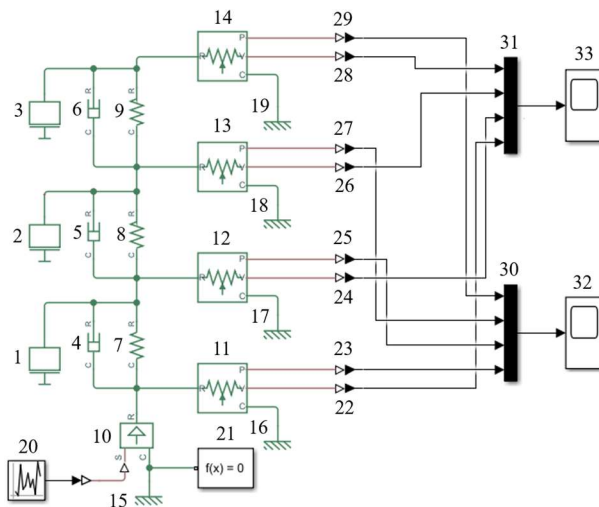 29
14 P 31
R V 33
3 6 R 9 R C 28
C C 19
13 27
P
R V
C 26
2 5 R 8 R 18
C C 12 25
P 30 32
R V
C 24
1 4 R 7 R 17
C C 11 23
P
R V
C 22
R 16
10 21
20 S C f(x) = 0
15